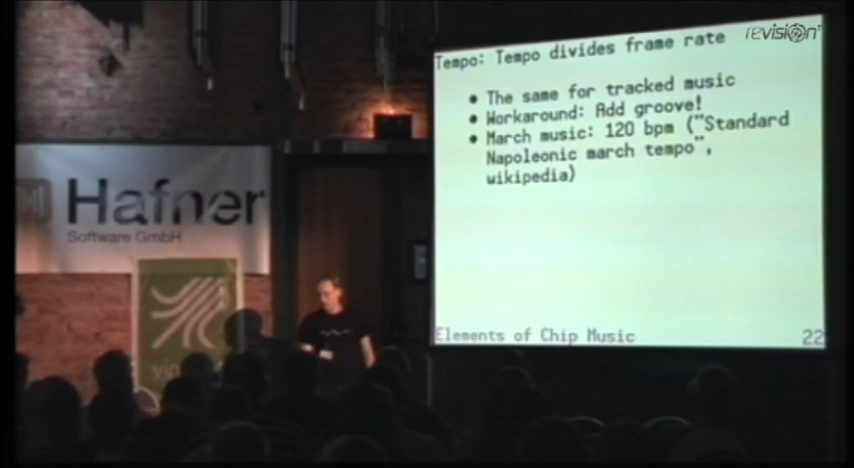 revision
Tempo: Tempo divides frame rate
• The same for tracked music
• Workaround: Add groove!
• March music: 120 bpm ("Standard
Napoleonic march tempo",
wikipedia)
Elements of Chip Music 22
Hafner
Software GmbH